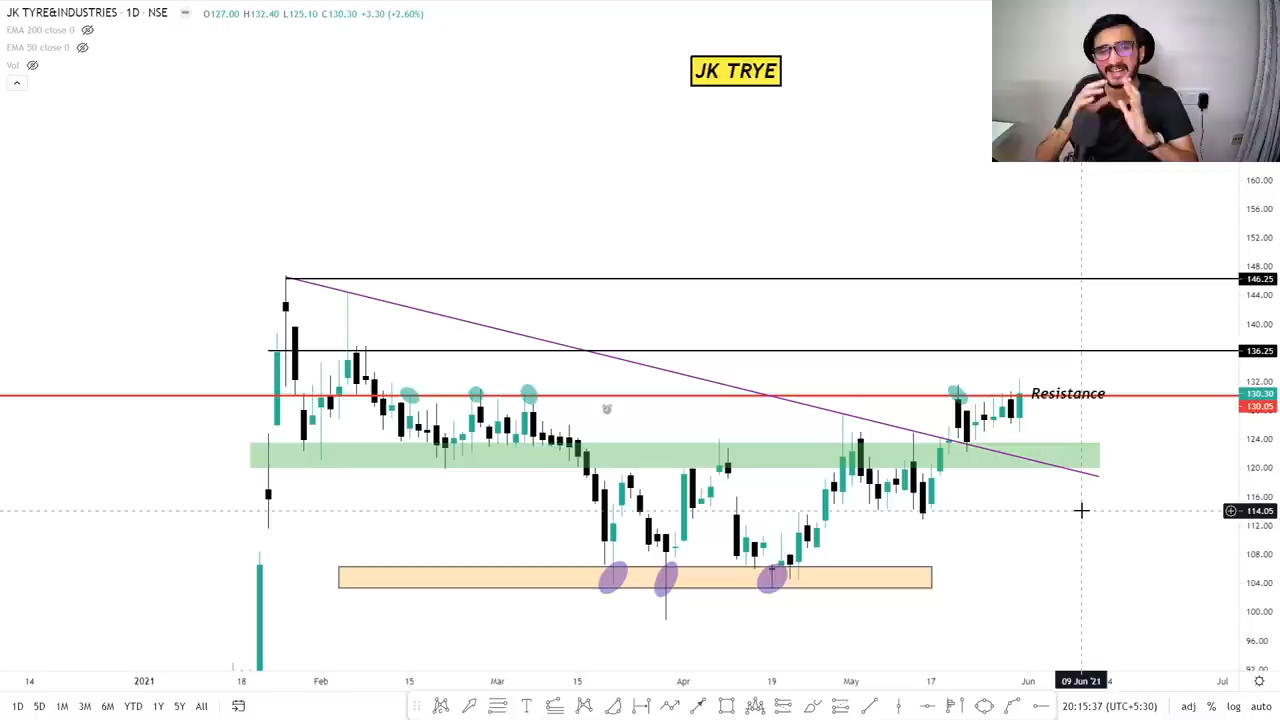 JK TYRE&INDUSTRIES · 1D · NSE O127.00 H132.40 L125.10 C130.30 +3.30 (+2.60%)
EMA 200 close 0
EMA 50 close 0
Vol
JK TRYE
160.00
156.00
152.00
148.00
146.25
144.00
140.00
136.25
132.00
Resistance
130.30
130.05
124.00
120.00
116.00
114.05
112.00
108.00
104.00
100.00
96.00
14 2021 18 Feb 15 Mar 15 Apr 19 May 17 Jun 09 Jun '21 4 Jul
1D 5D 1M 3M 6M YTD 1Y 5Y All 20:15:37 (UTC+5:30) adj % log auto